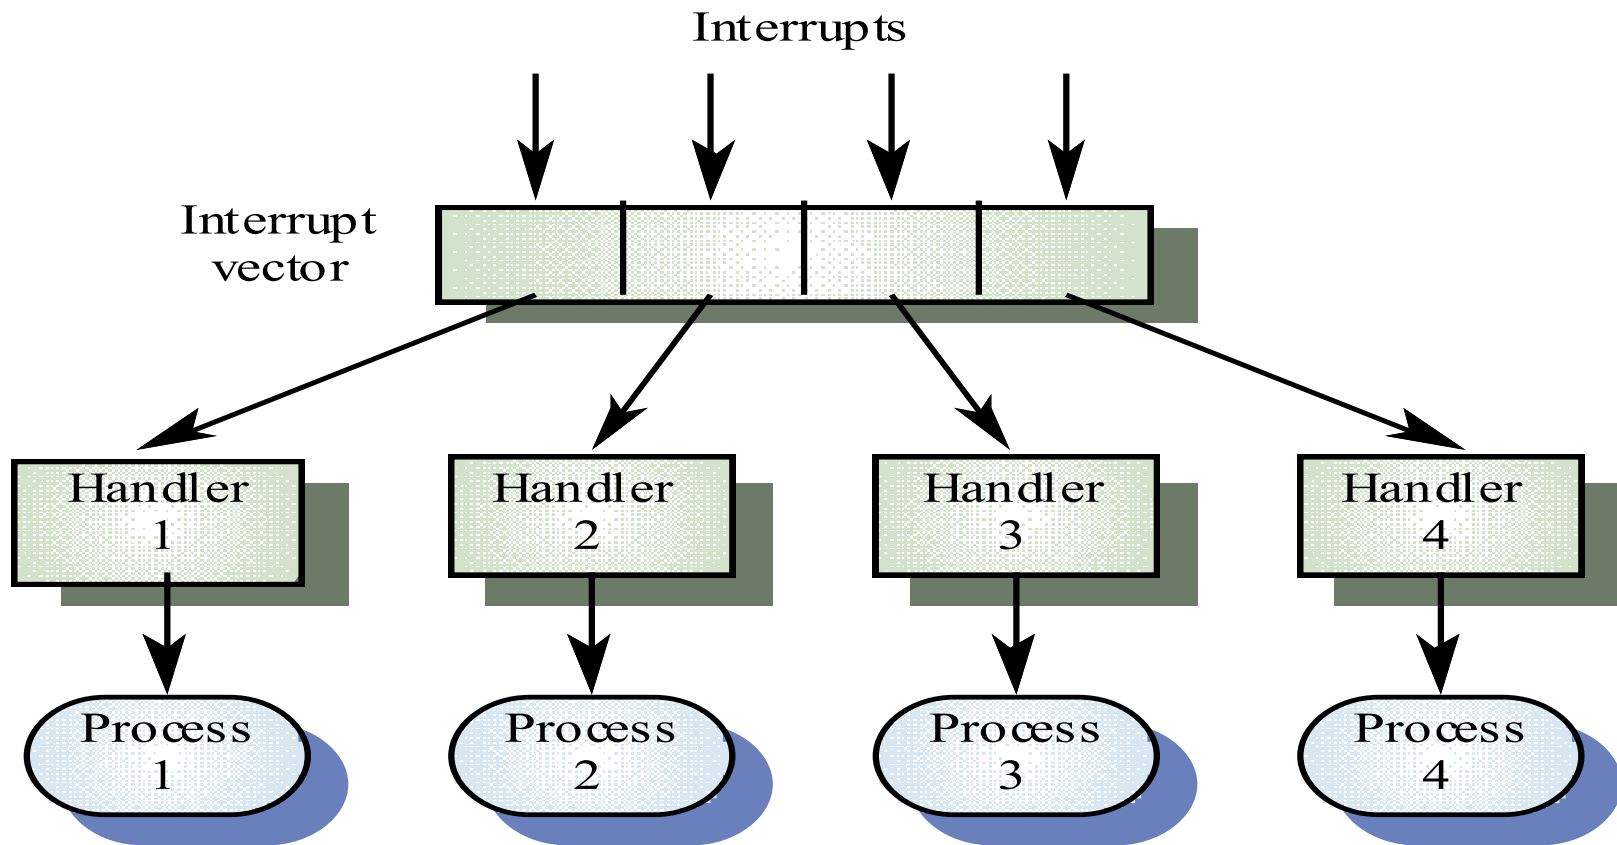 Interrupts
Interrupt
vector
Handler
1
Handler
2
Handler
3
Handler
4
Process
1
Process
2
Process
3
Process
4